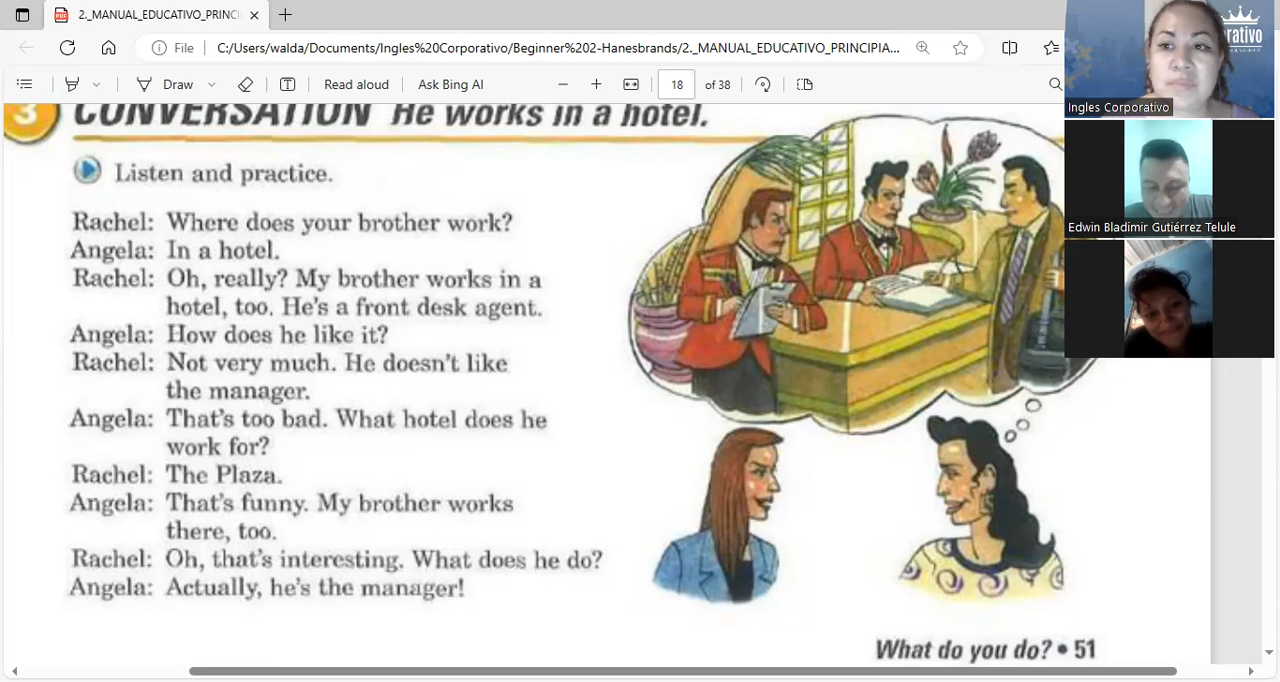 2._MANUAL_EDUCATIVO_PRINCI
File
C:/Users/walda/Documents/Ingles%20Corporativo/Beginner%202-Hanesbrands/2._MANUAL_EDUCATIVO_PRINCIPIA...
Draw
Read aloud
Ask Bing AI
18
of 38
3 CONVERSATION He works in a hotel.
Listen and practice.
Rachel: Where does your brother work?
Angela: In a hotel.
Rachel: Oh, really? My brother works in a
hotel, too. He's a front desk agent.
Angela: How does he like it?
Rachel: Not very much. He doesn't like
the manager.
Angela: That's too bad. What hotel does he
work for?
Rachel: The Plaza.
Angela: That's funny. My brother works
there, too.
Rachel: Oh, that's interesting. What does he do?
Angela: Actually, he's the manager!
What do you do? • 51
Ingles Corporativo
Edwin Bladimir Gutiérrez Telule